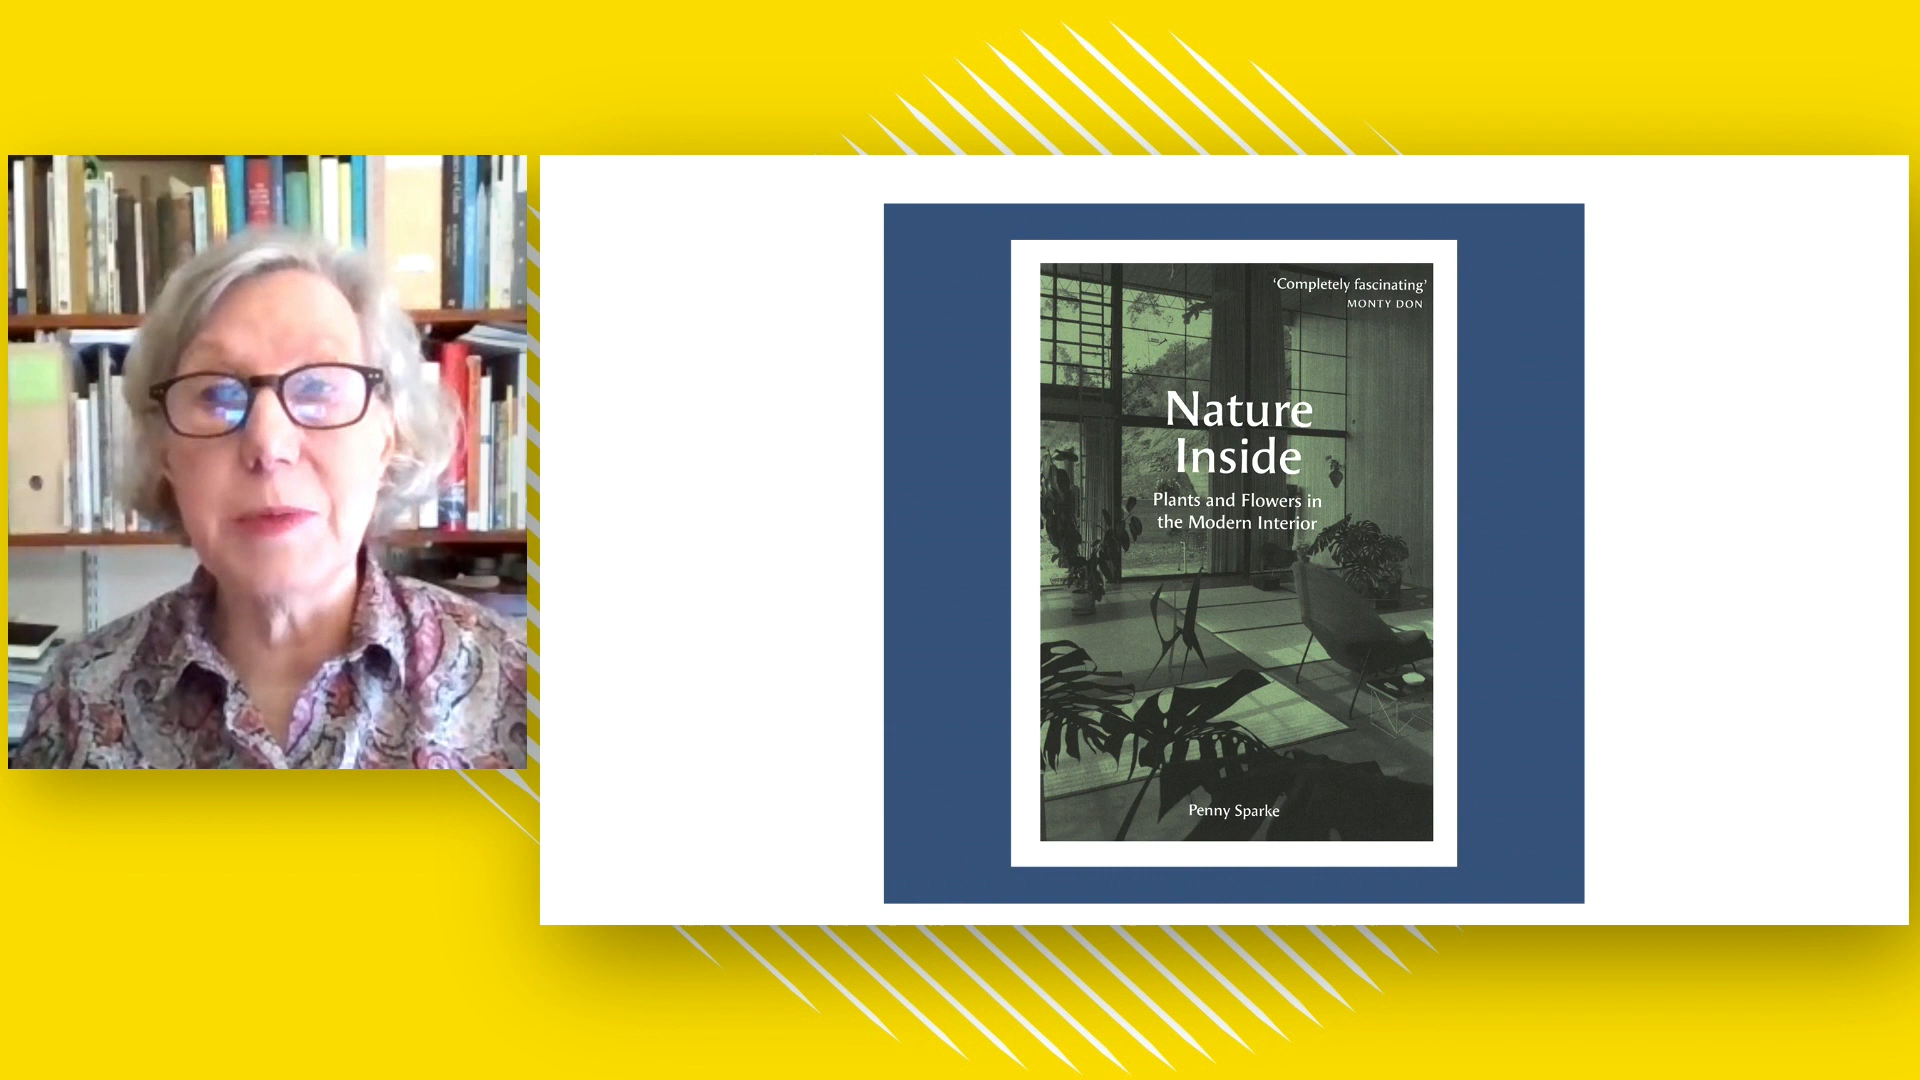 'Completely fascinating'
MONTY DON
Nature
Inside
Plants and Flowers in
the Modern Interior
Penny Sparke